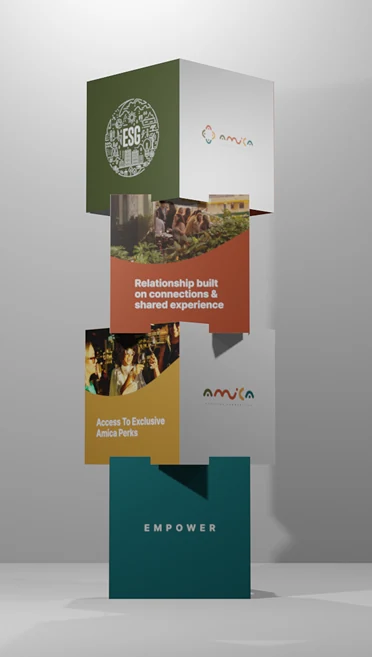 ESG
amica
Relationship built
on connections &
shared experience
Access To Exclusive
Amica Perks
amica
EMPOWER